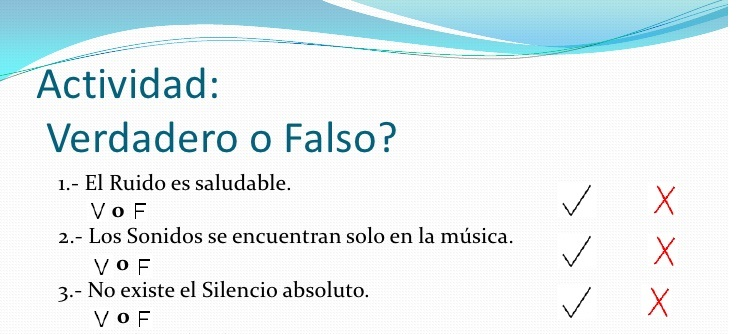 Actividad:
Verdadero o Falso?
1.- El Ruido es saludable.
V o F
2.- Los Sonidos se encuentran solo en la música.
V o F
3.- No existe el Silencio absoluto.
V o F